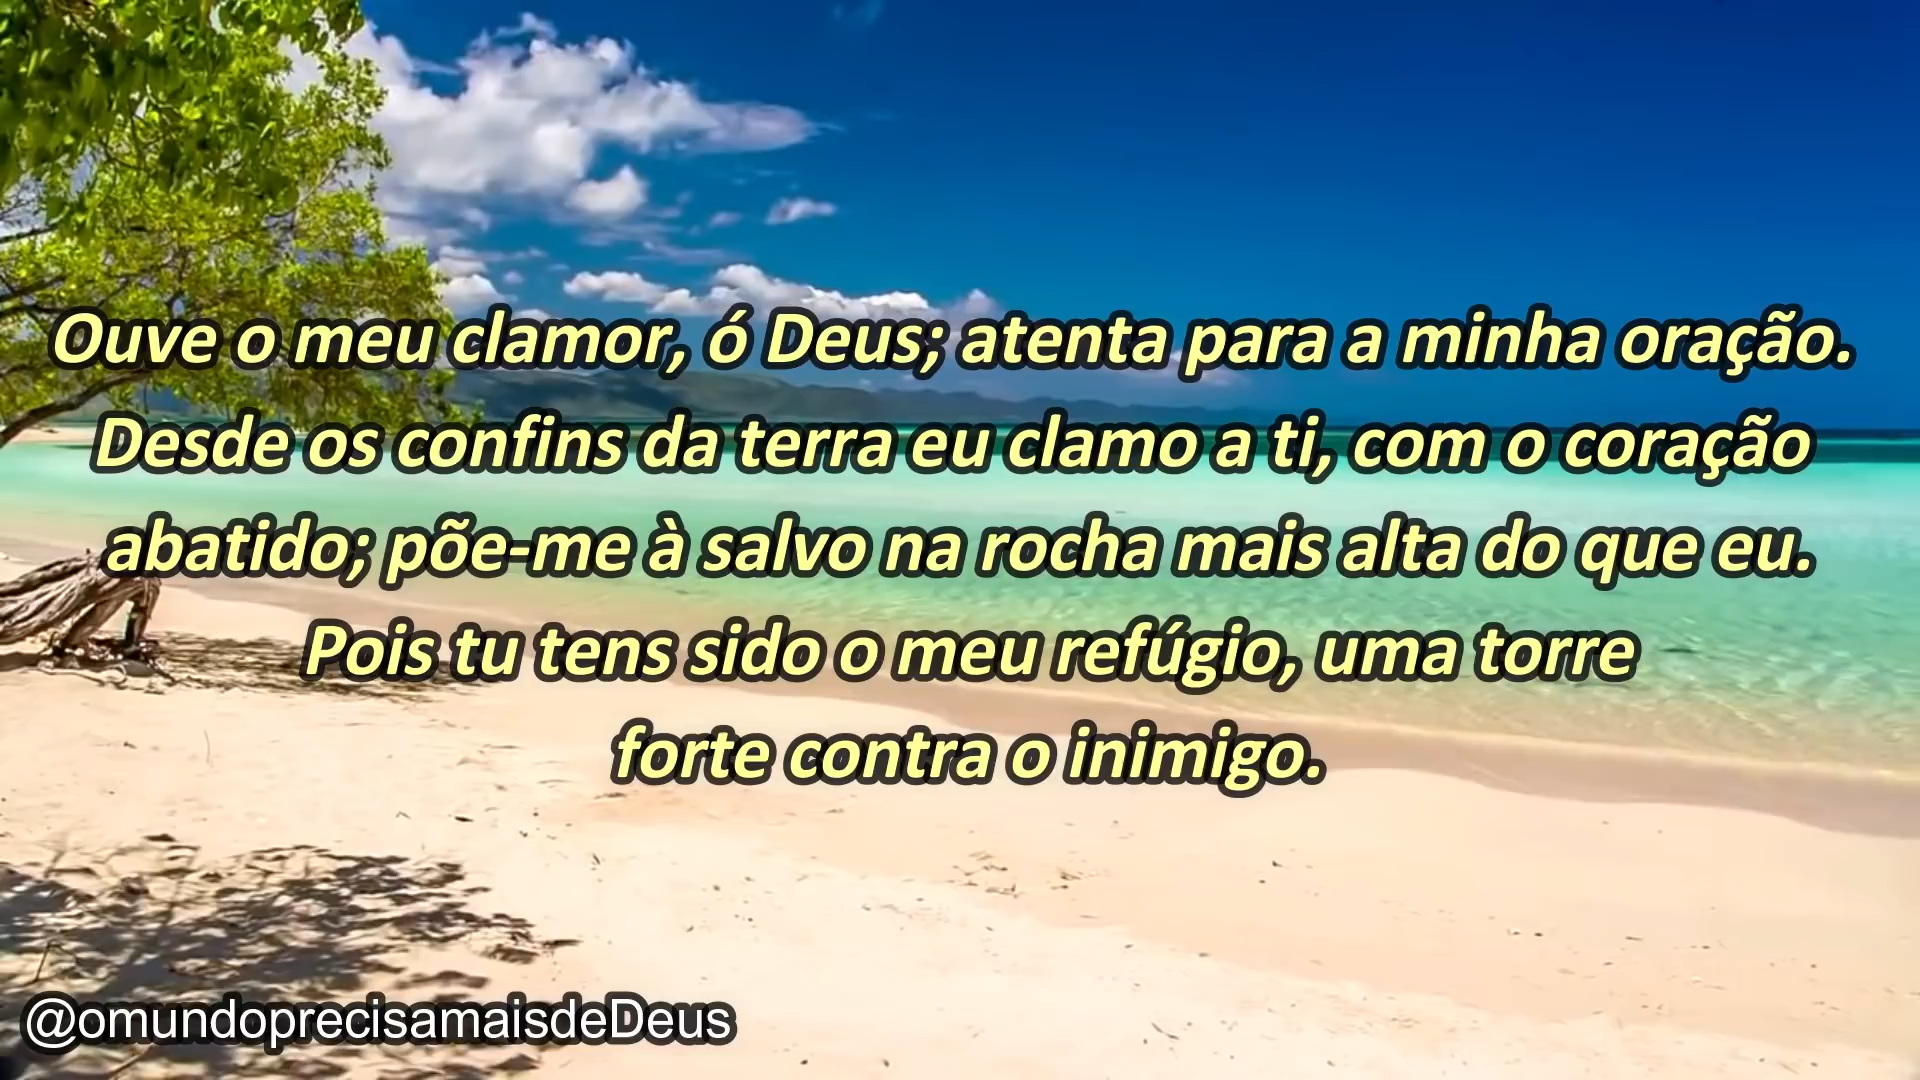 Ouve o meu clamor, ó Deus; atenta para a minha oração.
Desde os confins da terra eu clamo a ti, com o coração
abatido; põe-me à salvo na rocha mais alta do que eu.
Pois tu tens sido o meu refúgio, uma torre
forte contra o inimigo.
@omundoprecisamaisdeDeus